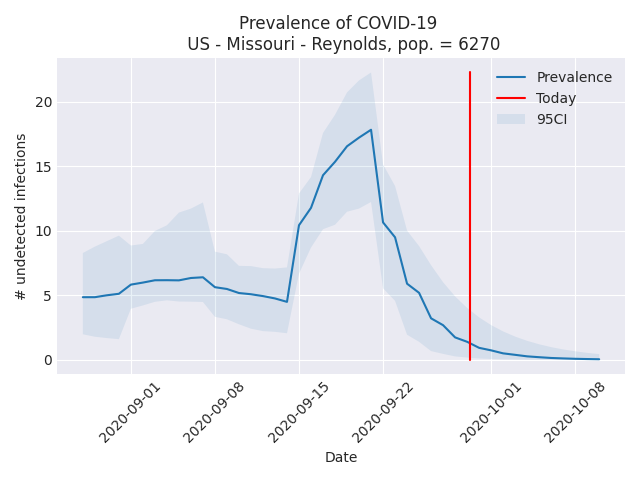 Prevalence of COVID-19
US - Missouri - Reynolds, pop. = 6270
Prevalence
Today
95CI
# undetected infections
20
15
10
5
0
2020-09-01
2020-09-08
2020-09-15
2020-09-22
2020-10-01
2020-10-08
Date